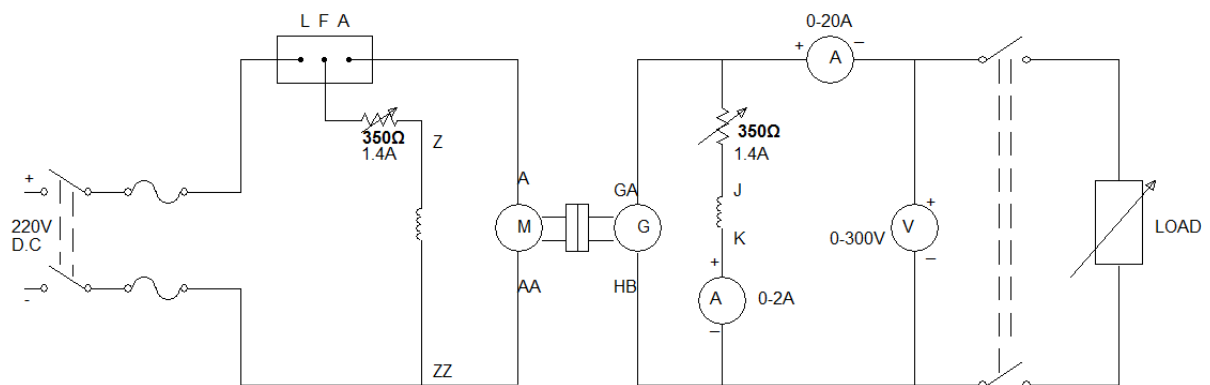 L F A
0-20A
+
–
A
350Ω
1.4A
Z
350Ω
1.4A
+
220V
D.C
-
A
GA
J
M
G
V
+
–
0-300V
LOAD
K
AA
HB
+
A
–
0-2A
ZZ